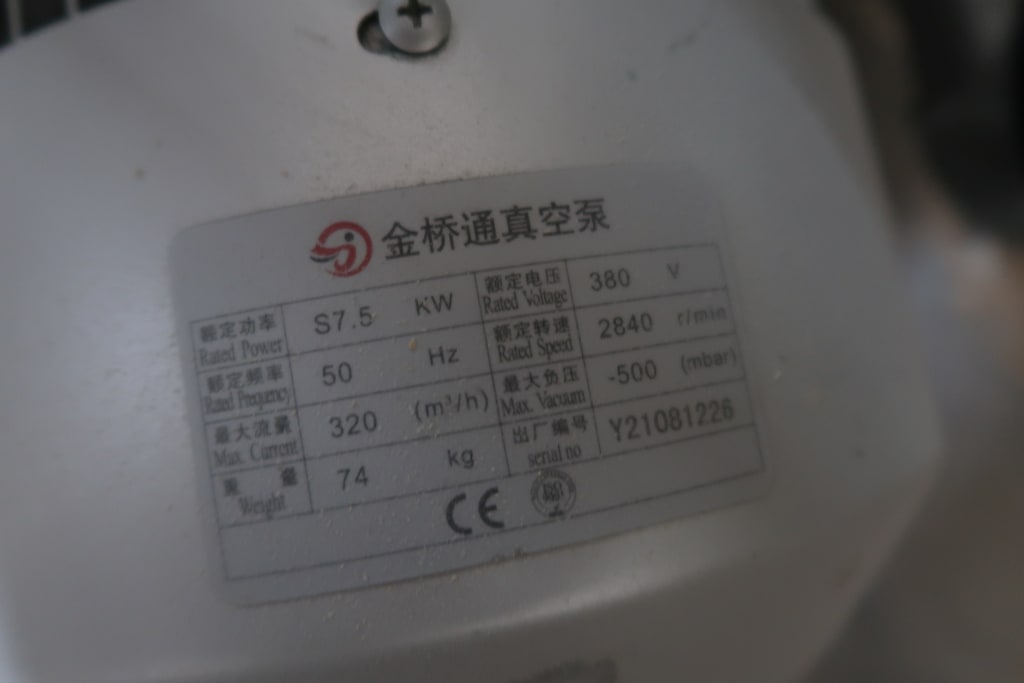 金桥通真空泵
额定功率 S7.5 KW 额定电压 380 V
Rated Power Rated Voltage
额定频率 50 Hz 额定转速 2840 r/min
Rated Frequency Rated Speed
最大流量 320 (m³/h) 最大负压 -500 (mbar)
Max. Current Max. Vacuum
重量 74 kg 出厂编号 Y21081226
Weight serial no
CE